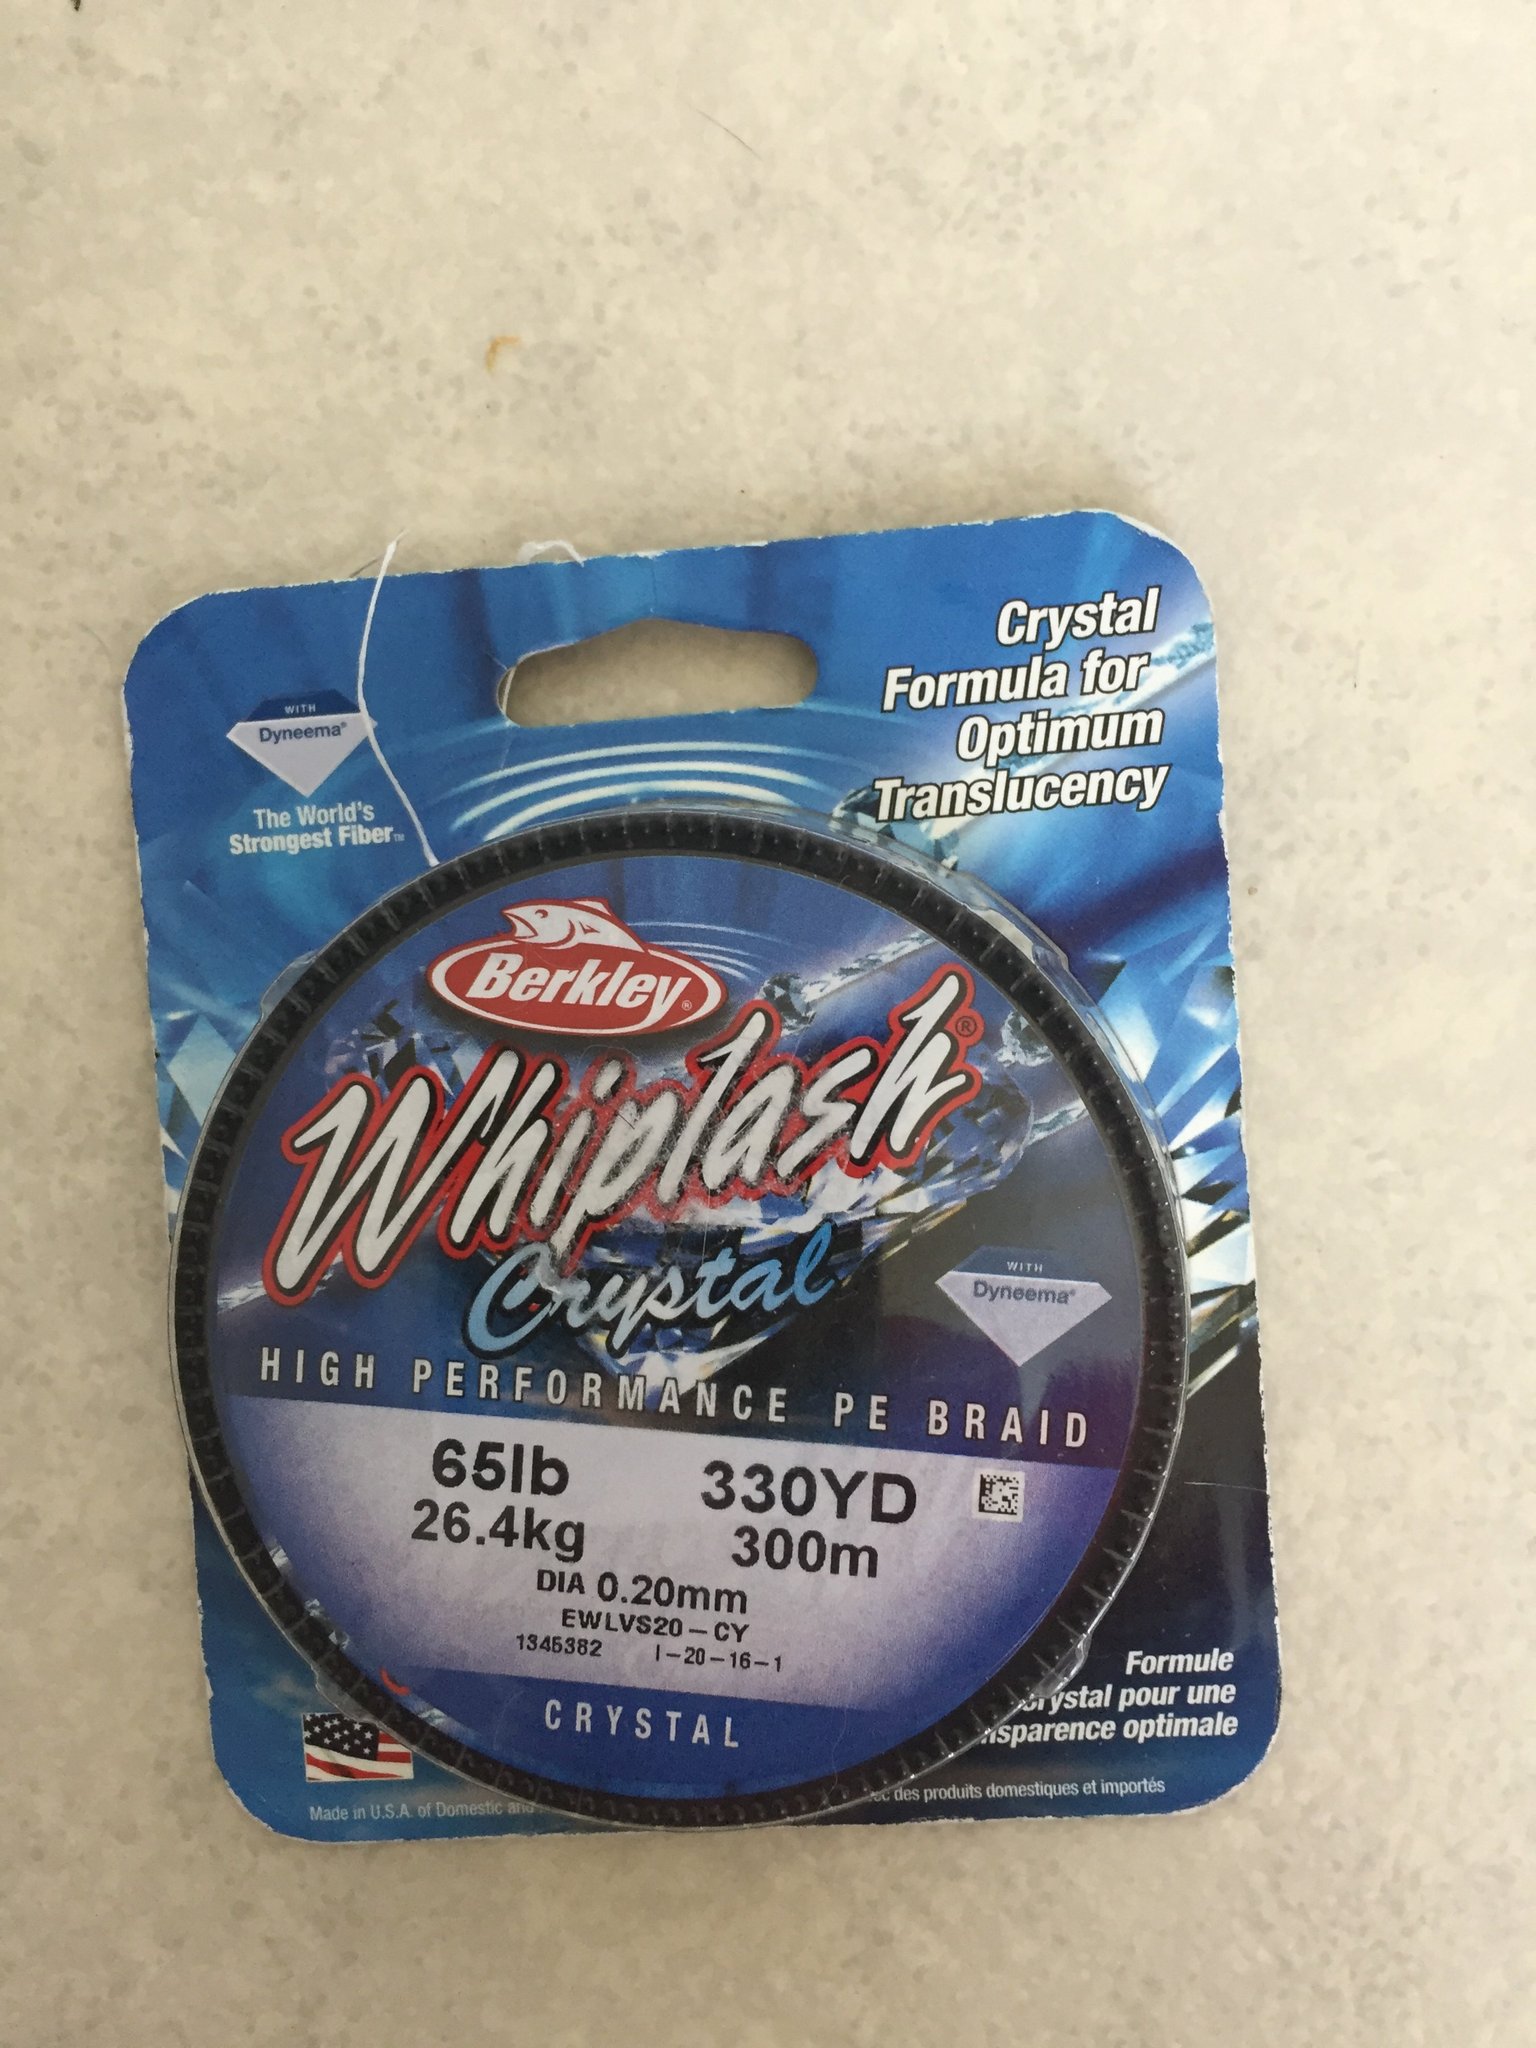 Crystal
Formula for
Optimum
Translucency
WITH
Dyneema®
The World's
Strongest Fiber™
Berkley®
Whiplash®
Crystal
WITH
Dyneema®
HIGH PERFORMANCE PE BRAID
65lb 330YD
26.4kg 300m
DIA 0.20mm
EWLVS20-CY
1345382 I-20-16-1
CRYSTAL
Formule
crystal pour une
optimale
Made in U.S.A. of Domestic and
des produits domestiques et importés